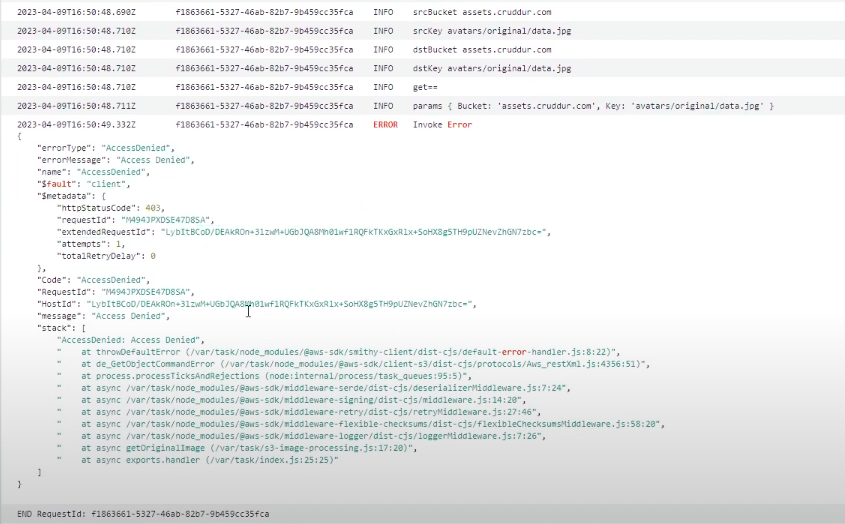 2023-04-09T16:50:48.690Z f1863661-5327-46ab-82b7-9b459cc35fca INFO srcBucket assets.cruddur.com
2023-04-09T16:50:48.710Z f1863661-5327-46ab-82b7-9b459cc35fca INFO srcKey avatars/original/data.jpg
2023-04-09T16:50:48.710Z f1863661-5327-46ab-82b7-9b459cc35fca INFO dstBucket assets.cruddur.com
2023-04-09T16:50:48.710Z f1863661-5327-46ab-82b7-9b459cc35fca INFO dstKey avatars/original/data.jpg
2023-04-09T16:50:48.710Z f1863661-5327-46ab-82b7-9b459cc35fca INFO get==
2023-04-09T16:50:48.711Z f1863661-5327-46ab-82b7-9b459cc35fca INFO params { Bucket: 'assets.cruddur.com', Key: 'avatars/original/data.jpg' }
2023-04-09T16:50:49.332Z f1863661-5327-46ab-82b7-9b459cc35fca ERROR Invoke Error
{
"errorType": "AccessDenied",
"errorMessage": "Access Denied",
"name": "AccessDenied",
"$fault": "client",
"$metadata": {
"httpStatusCode": 403,
"requestId": "M494JPXDSE47D8SA",
"extendedRequestId":
"attempts": 1,
"totalRetryDelay": 0
},
"Code": "AccessDenied",
"RequestId": "M494JPXDSE47D8SA",
"HostId":
"message": "Access Denied",
"stack": [
"AccessDenied: Access Denied",
" at throwDefaultError (/var/task/node_modules/@aws-sdk/smithy-client/dist-cjs/default-error-handler.js:8:22)",
" at de_GetObjectCommandError (/var/task/node_modules/@aws-sdk/client-s3/dist-cjs/protocols/Aws_restXml.js:4356:51)",
" at process.processTicksAndRejections (node:internal/process/task_queues:95:5)",
" at async /var/task/node_modules/@aws-sdk/middleware-serde/dist-cjs/deserializerMiddleware.js:7:24",
" at async /var/task/node_modules/@aws-sdk/middleware-signing/dist-cjs/middleware.js:14:20",
" at async /var/task/node_modules/@aws-sdk/middleware-retry/dist-cjs/retryMiddleware.js:27:46",
" at async /var/task/node_modules/@aws-sdk/middleware-flexible-checksums/dist-cjs/flexibleChecksumsMiddleware.js:58:20",
" at async /var/task/node_modules/@aws-sdk/middleware-logger/dist-cjs/loggerMiddleware.js:7:26",
" at async getOriginalImage (/var/task/s3-image-processing.js:17:20)",
" at async exports.handler (/var/task/index.js:25:25)"
]
}
END RequestId: f1863661-5327-46ab-82b7-9b459cc35fca